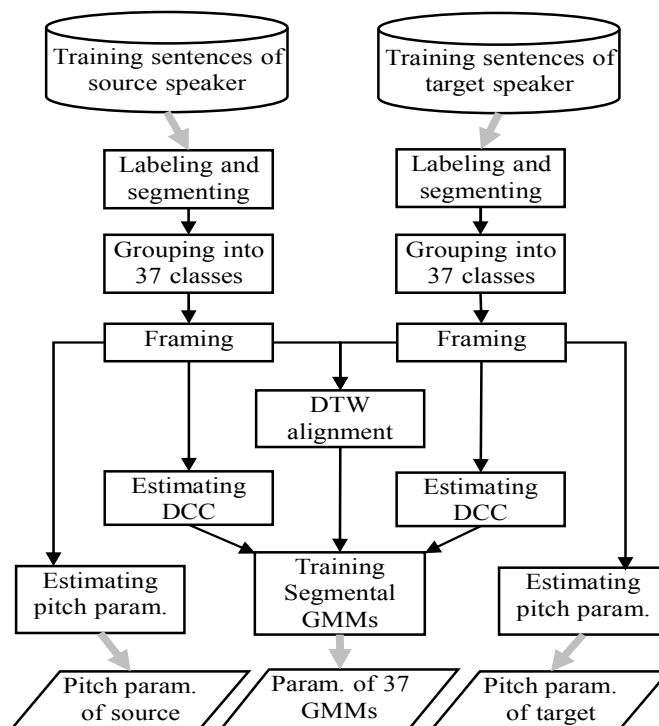 Training sentences of
source speaker
Training sentences of
target speaker
Labeling and
segmenting
Labeling and
segmenting
Grouping into
37 classes
Grouping into
37 classes
Framing
Framing
DTW
alignment
Estimating
DCC
Estimating
DCC
Estimating
pitch param.
Training
Segmental
GMMs
Estimating
pitch param.
Pitch param.
of source
Param. of 37
GMMs
Pitch param.
of target